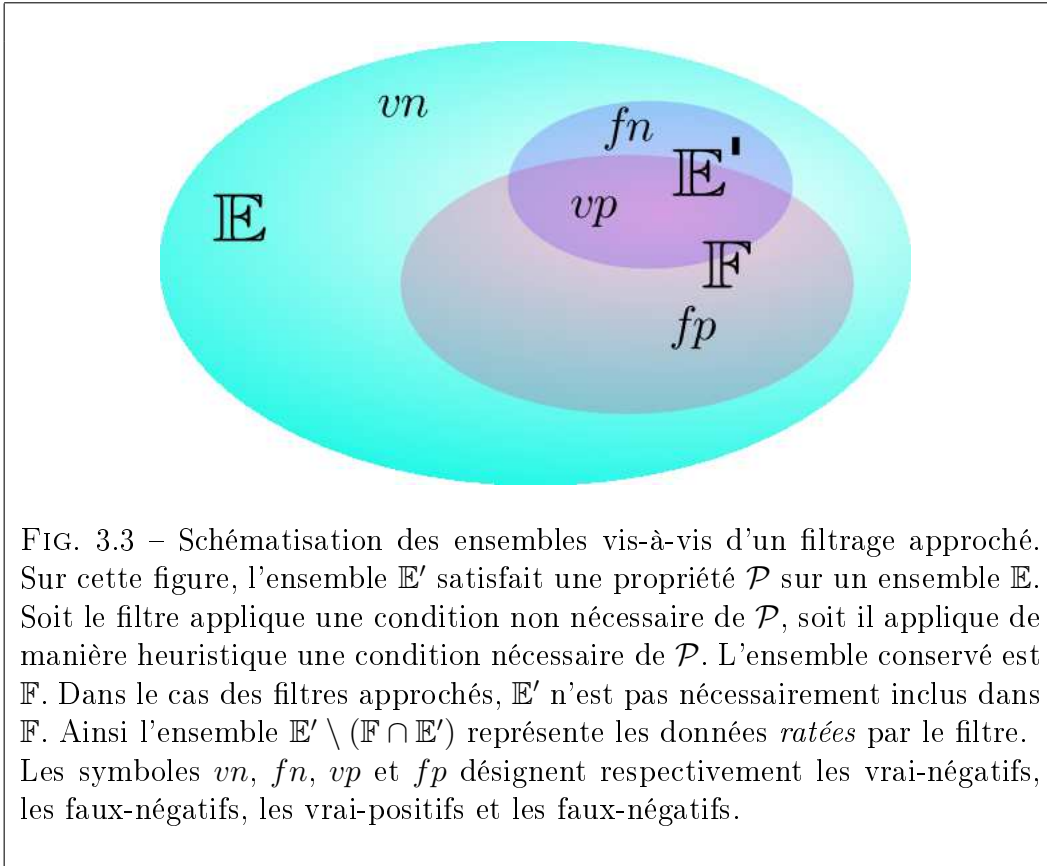 vn
fn
𝔼'
𝔼
vp
𝔽
fp
FIG. 3.3 – Schématisation des ensembles vis-à-vis d'un filtrage approché.
Sur cette figure, l'ensemble 𝔼′ satisfait une propriété 𝒫 sur un ensemble 𝔼.
Soit le filtre applique une condition non nécessaire de 𝒫, soit il applique de
manière heuristique une condition nécessaire de 𝒫. L'ensemble conservé est
𝔽. Dans le cas des filtres approchés, 𝔼′ n'est pas nécessairement inclus dans
𝔽. Ainsi l'ensemble 𝔼′ \ (𝔽 ∩ 𝔼′) représente les données ratées par le filtre.
Les symboles vn, fn, vp et fp désignent respectivement les vrai-négatifs,
les faux-négatifs, les vrai-positifs et les faux-négatifs.